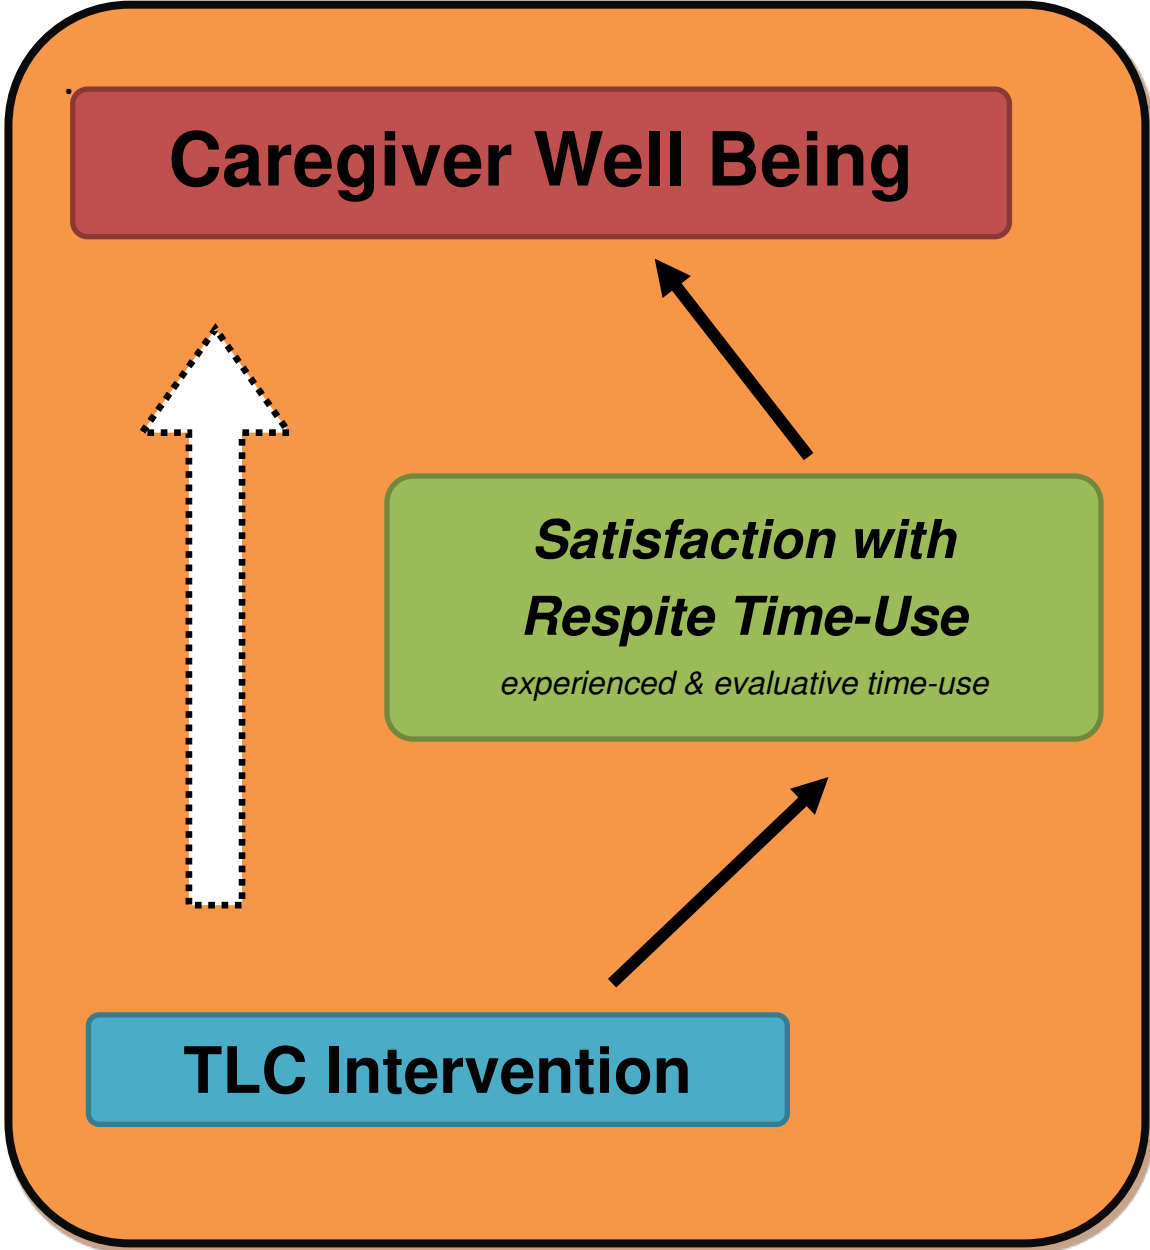 Caregiver Well Being
Satisfaction with
Respite Time-Use
experienced & evaluative time-use
TLC Intervention